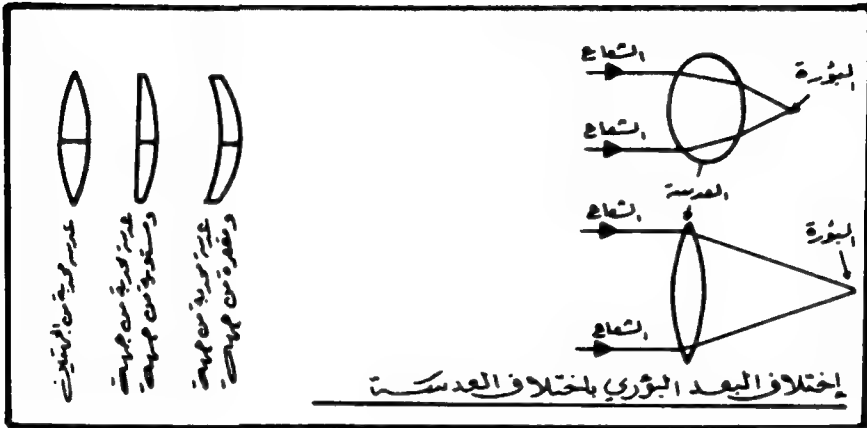 الشعاع
البؤرة
الشعاع
العدسة
الشعاع
البؤرة
الشعاع
إختلاف البعد البؤري باختلاف العدسة
عدسة محدبة من جهة
ومقعرة من جهة
عدسة محدبة من جهة
ومستوية من جهة
عدسة محدبة من الجهتين